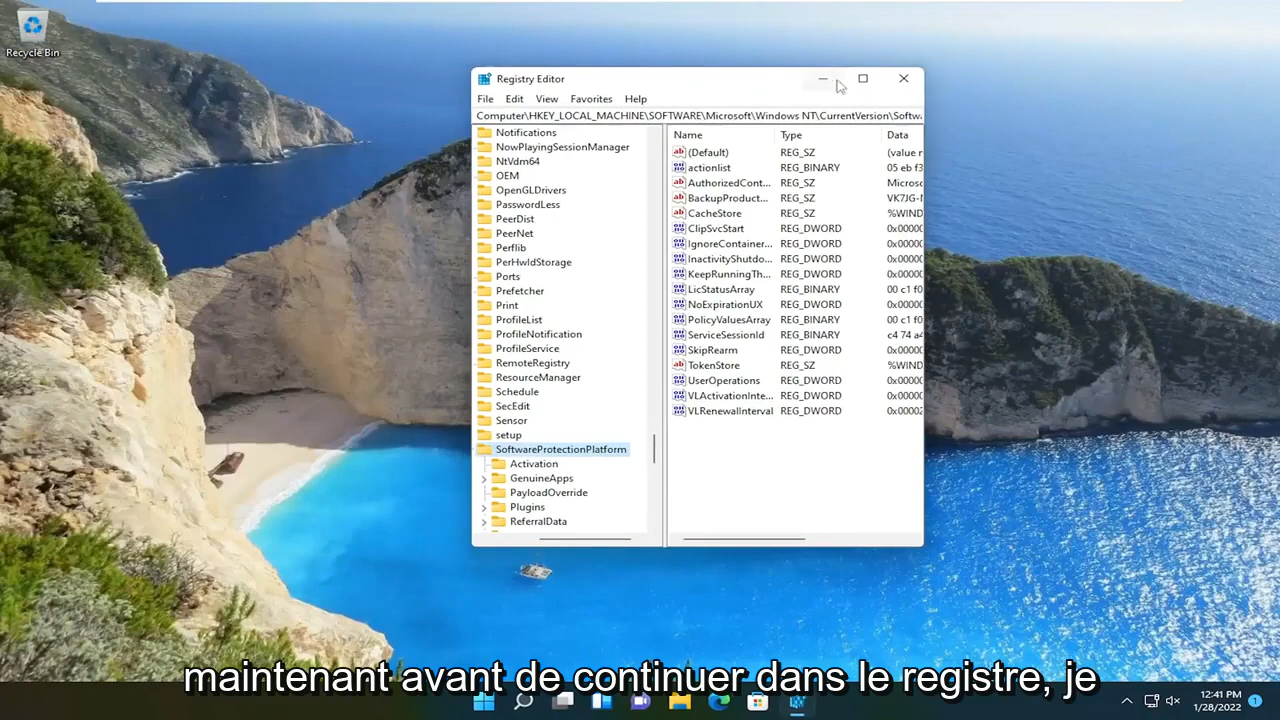 Recycle Bin
Registry Editor
File Edit View Favorites Help
Computer\HKEY_LOCAL_MACHINE\SOFTWARE\Microsoft\Windows NT\CurrentVersion\Softwa
Notifications
NowPlayingSessionManager
NtVdm64
OEM
OpenGLDrivers
PasswordLess
PeerDist
PeerNet
Perflib
PerHwIdStorage
Ports
Prefetcher
Print
ProfileList
ProfileNotification
ProfileService
RemoteRegistry
ResourceManager
Schedule
SecEdit
Sensor
setup
SoftwareProtectionPlatform
Activation
GenuineApps
PayloadOverride
Plugins
ReferralData
Name Type Data
(Default) REG_SZ (value n
actionlist REG_BINARY 05 eb f3
AuthorizedCont... REG_SZ Microso
BackupProduct... REG_SZ VK7JG-N
CacheStore REG_SZ %WIND
ClipSvcStart REG_DWORD 0x00000
IgnoreContainer... REG_DWORD 0x00000
InactivityShutdo... REG_DWORD 0x00000
KeepRunningTh... REG_DWORD 0x00000
LicStatusArray REG_BINARY 00 c1 f0
NoExpirationUX REG_DWORD 0x00000
PolicyValuesArray REG_BINARY 00 c1 f0
ServiceSessionId REG_BINARY c4 74 a4
SkipRearm REG_DWORD 0x00000
TokenStore REG_SZ %WIND
UserOperations REG_DWORD 0x00000
VLActivationInte... REG_DWORD 0x00000
VLRenewalInterval REG_DWORD 0x00002
maintenant avant de continuer dans le registre, je
12:41 PM
1/28/2022
1